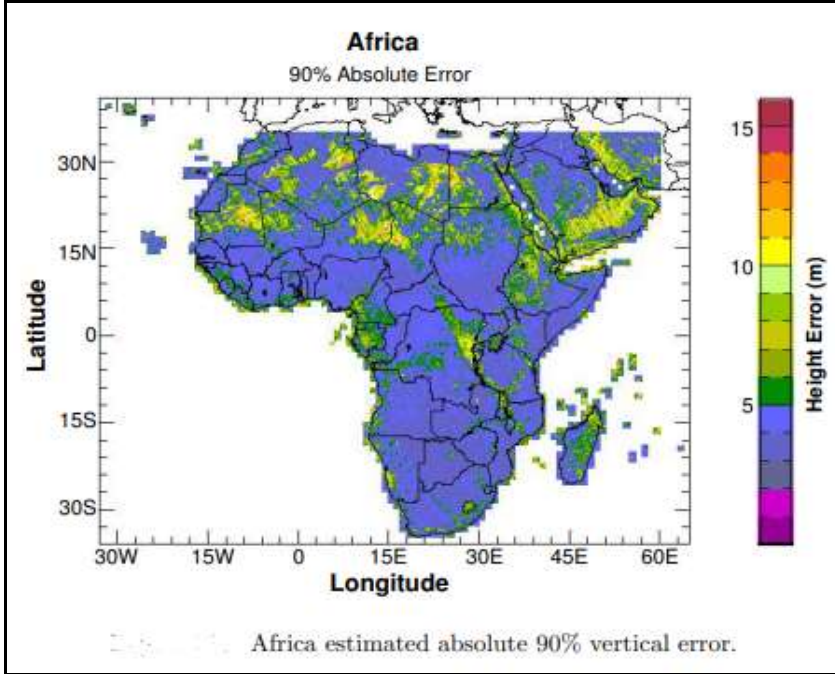 Africa
90% Absolute Error
Latitude
30N
15N
0
15S
30S
30W 15W 0 15E 30E 45E 60E
Longitude
15
10
5
Height Error (m)
Africa estimated absolute 90% vertical error.